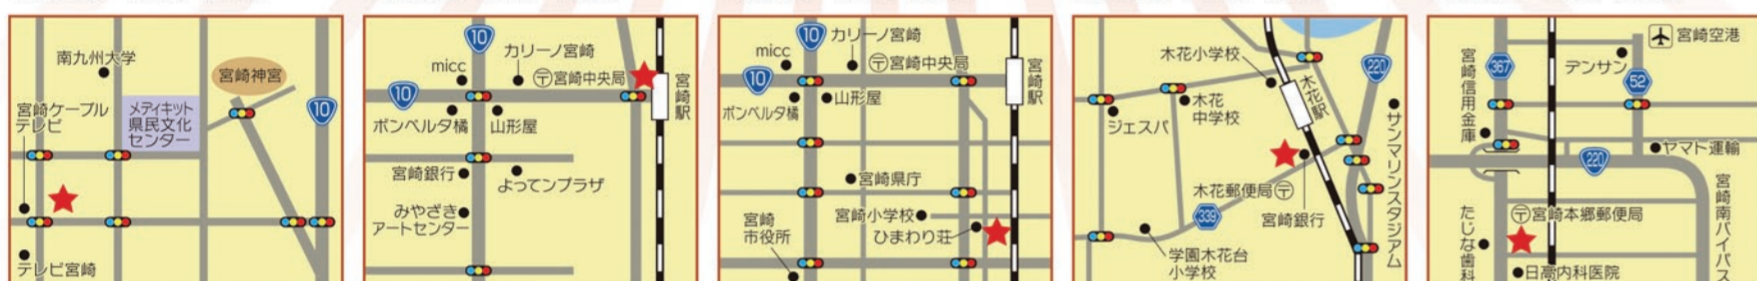 南九州大学
宮崎神宮
10
宮崎ケーブル
テレビ
メディキット
県民文化
センター
テレビ宮崎
10
カリーノ宮崎
micc
〒宮崎中央局
10
宮崎駅
ボンベルタ橘
山形屋
宮崎銀行
よってンプラザ
みやざき
アートセンター
10
カリーノ宮崎
micc
〒宮崎中央局
10
宮崎駅
ボンベルタ橘
山形屋
宮崎県庁
宮崎小学校
宮崎
市役所
ひまわり荘
木花小学校
220
木花
中学校
木花駅
ジェスパ
サンマリンスタジアム
木花郵便局〒
339
宮崎銀行
学園木花台
小学校
宮崎空港
367
デンサン
52
宮崎信用金庫
ヤマト運輸
220
宮崎南バイパス
〒宮崎本郷郵便局
たじな歯科
日高内科医院